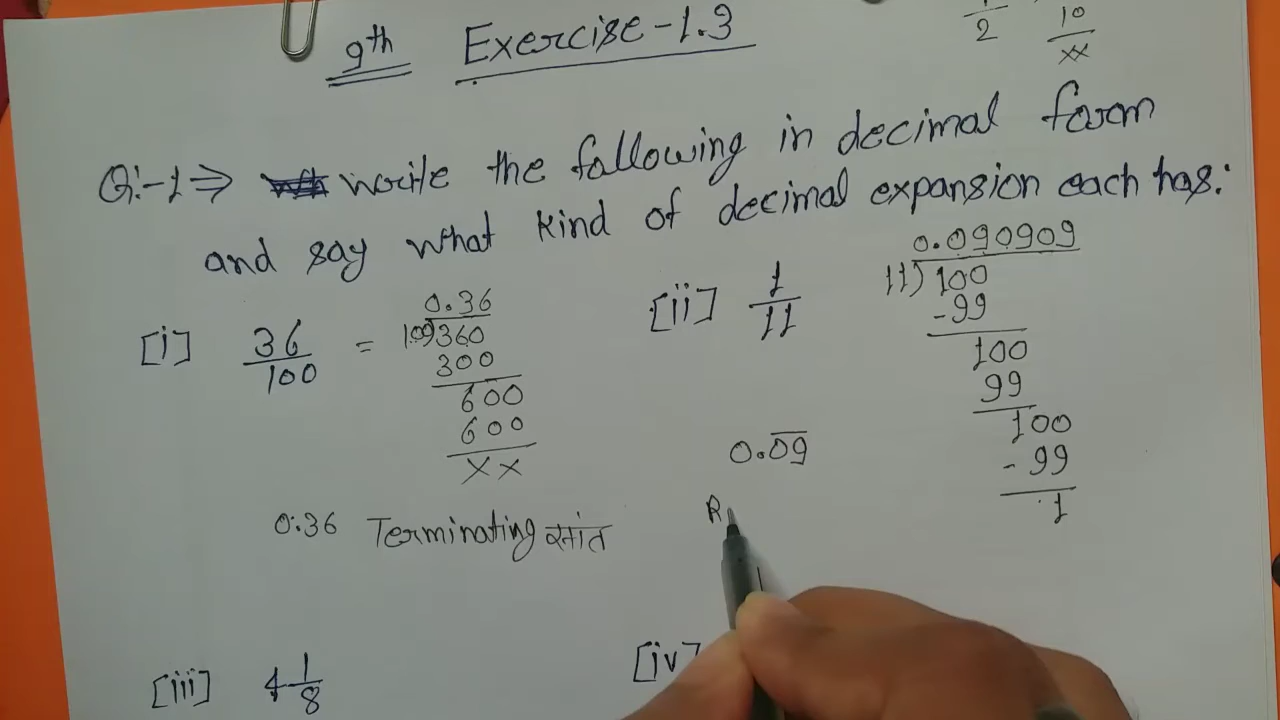 9th Exercise-1.3
1/2 10
xx
Q:-1⇒ write the following in decimal form
and say what kind of decimal expansion each has:
[i] 36/100 =
0.36
100)360
300
600
600
xx
0.36 Terminating सांत
[ii] 1/11
0.090909
11)100
-99
100
99
100
-99
1
0.0̅9̅
R
[iii] 4 1/8
[iv]